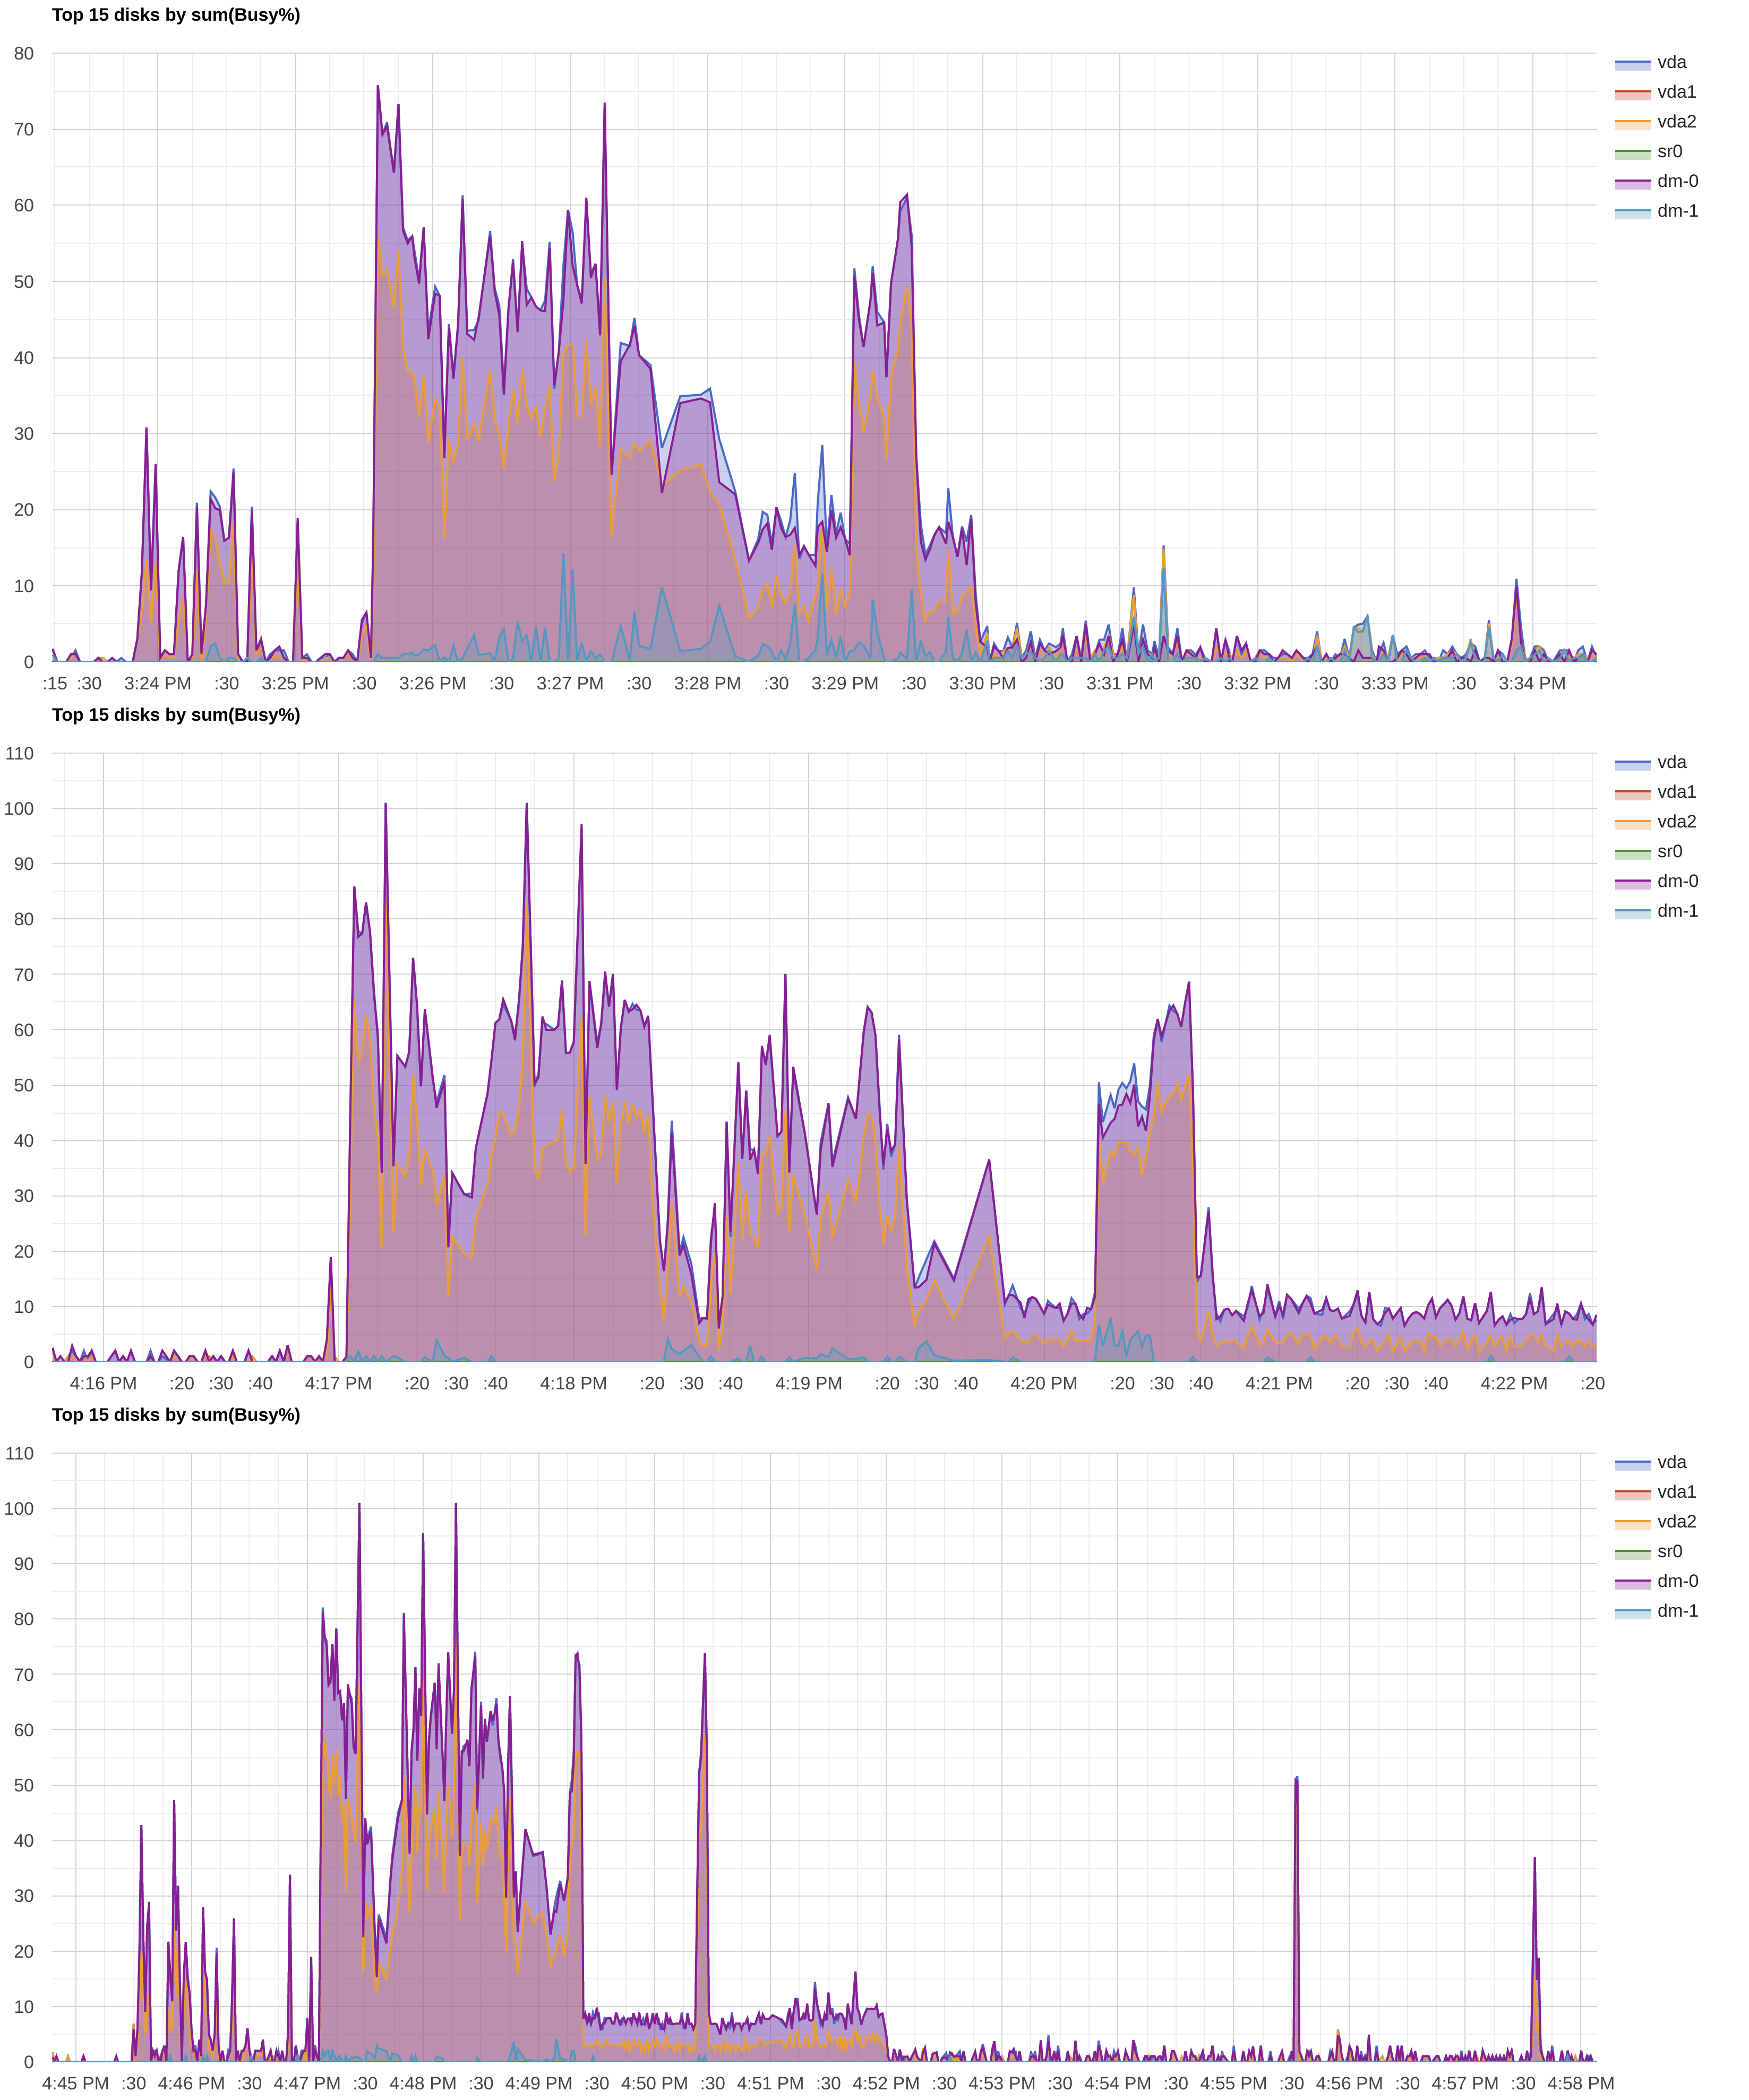 Top 15 disks by sum(Busy%)
80
70
60
50
40
30
20
10
0
:15 :30 3:24 PM :30 3:25 PM :30 3:26 PM :30 3:27 PM :30 3:28 PM :30 3:29 PM :30 3:30 PM :30 3:31 PM :30 3:32 PM :30 3:33 PM :30 3:34 PM
vda
vda1
vda2
sr0
dm-0
dm-1
Top 15 disks by sum(Busy%)
110
100
90
80
70
60
50
40
30
20
10
0
4:16 PM :20 :30 :40 4:17 PM :20 :30 :40 4:18 PM :20 :30 :40 4:19 PM :20 :30 :40 4:20 PM :20 :30 :40 4:21 PM :20 :30 :40 4:22 PM :20
vda
vda1
vda2
sr0
dm-0
dm-1
Top 15 disks by sum(Busy%)
110
100
90
80
70
60
50
40
30
20
10
0
4:45 PM :30 4:46 PM :30 4:47 PM :30 4:48 PM :30 4:49 PM :30 4:50 PM :30 4:51 PM :30 4:52 PM :30 4:53 PM :30 4:54 PM :30 4:55 PM :30 4:56 PM :30 4:57 PM :30 4:58 PM
vda
vda1
vda2
sr0
dm-0
dm-1